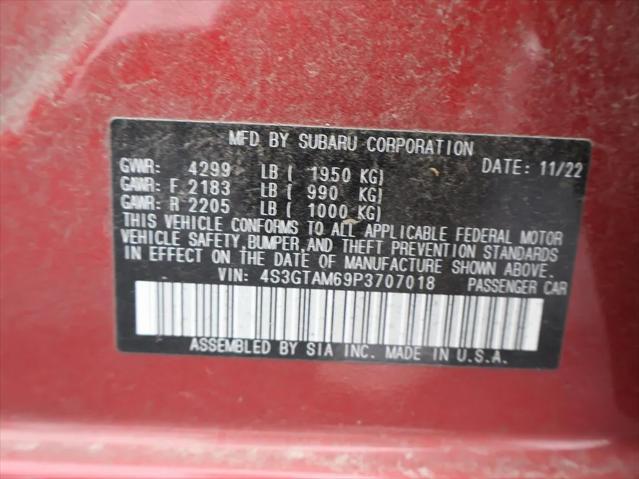 MFD BY SUBARU CORPORATION
GVWR: 4299 LB ( 1950 KG) DATE: 11/22
GAWR: F 2183 LB ( 990 KG)
GAWR: R 2205 LB ( 1000 KG)
THIS VEHICLE CONFORMS TO ALL APPLICABLE FEDERAL MOTOR
VEHICLE SAFETY,BUMPER,AND THEFT PREVENTION STANDARDS
IN EFFECT ON THE DATE OF MANUFACTURE SHOWN ABOVE.
VIN: 4S3GTAM69P3707018 PASSENGER CAR
ASSEMBLED BY SIA INC. MADE IN U.S.A.